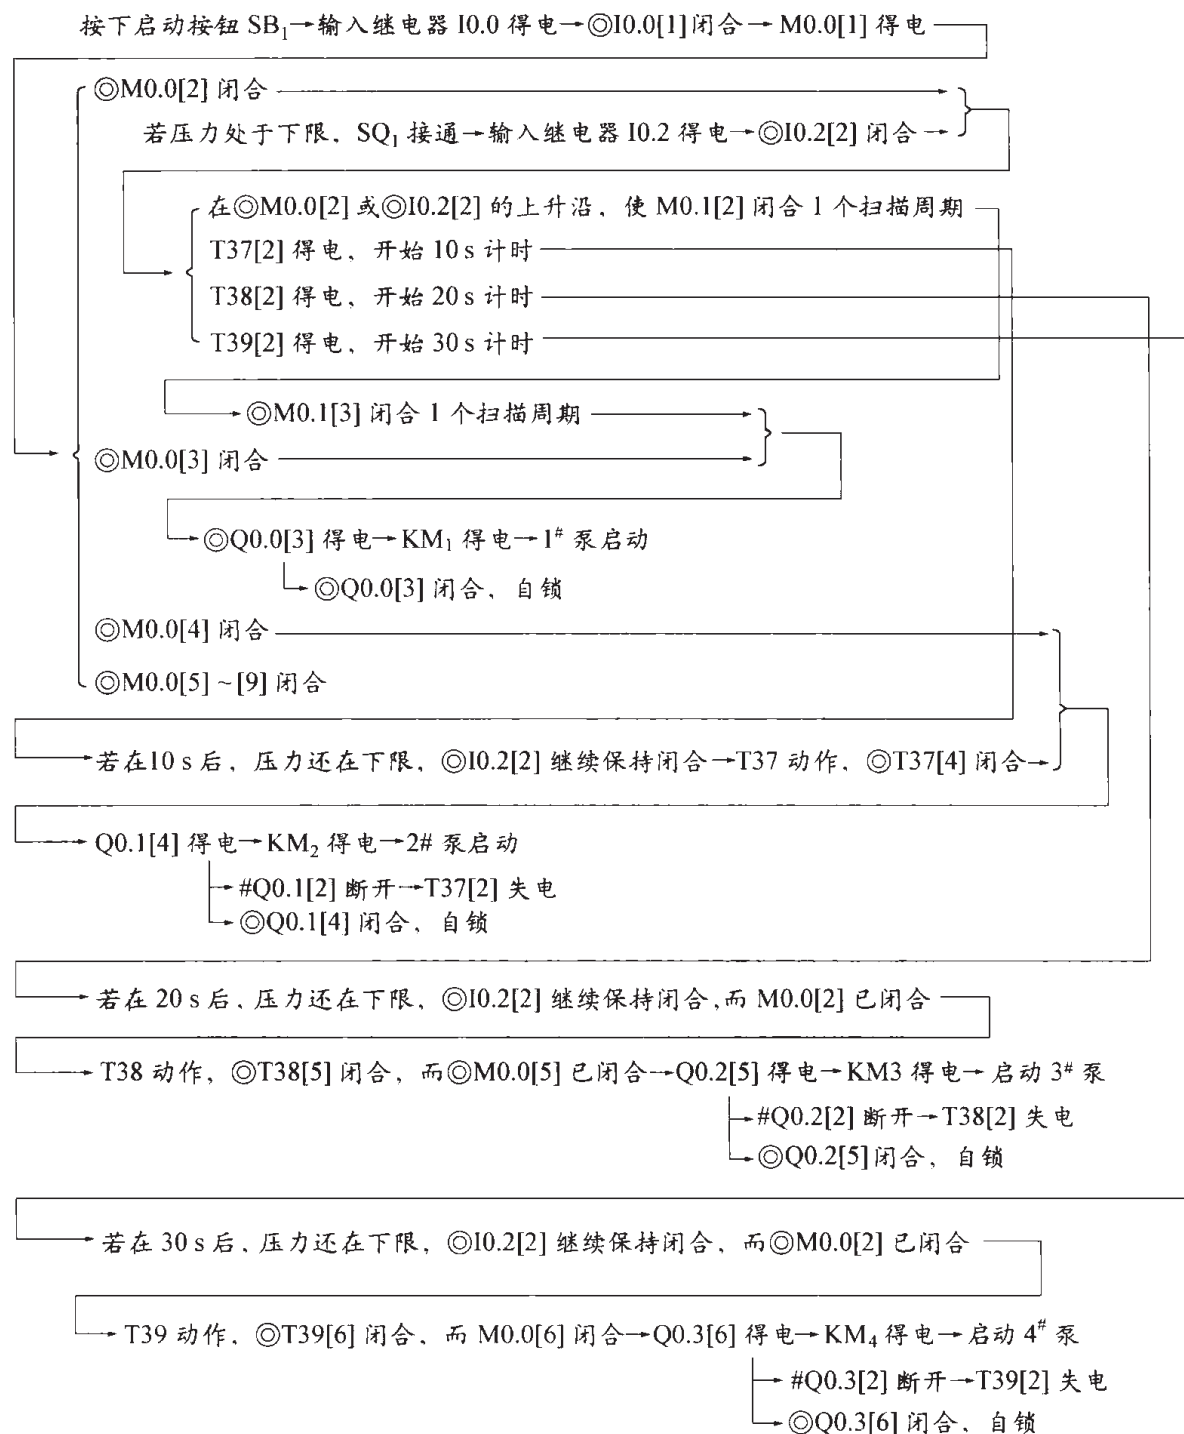 按下启动按钮 SB₁→输入继电器 I0.0 得电→◎I0.0[1]闭合→M0.0[1] 得电
◎M0.0[2] 闭合
若压力处于下限，SQ₁ 接通→输入继电器 I0.2 得电→◎I0.2[2] 闭合→
在◎M0.0[2] 或◎I0.2[2] 的上升沿，使 M0.1[2] 闭合 1 个扫描周期
T37[2] 得电、开始 10 s 计时
T38[2] 得电、开始 20 s 计时
T39[2] 得电、开始 30 s 计时
→◎M0.1[3] 闭合 1 个扫描周期
◎M0.0[3] 闭合
→◎Q0.0[3] 得电→KM₁ 得电→1# 泵启动
→◎Q0.0[3] 闭合、自锁
◎M0.0[4] 闭合
◎M0.0[5]~[9] 闭合
→若在10 s 后，压力还在下限，◎I0.2[2] 继续保持闭合→T37 动作，◎T37[4] 闭合→
→Q0.1[4] 得电→KM₂ 得电→2# 泵启动
→#Q0.1[2] 断开→T37[2] 失电
→◎Q0.1[4] 闭合、自锁
→若在 20 s 后、压力还在下限，◎I0.2[2] 继续保持闭合,而 M0.0[2] 已闭合
→T38 动作，◎T38[5] 闭合，而◎M0.0[5] 已闭合→Q0.2[5] 得电→KM3 得电→启动 3# 泵
→#Q0.2[2] 断开→T38[2] 失电
→◎Q0.2[5]闭合，自锁
→若在 30 s 后、压力还在下限，◎I0.2[2] 继续保持闭合，而◎M0.0[2] 已闭合
→T39 动作、◎T39[6] 闭合、而 M0.0[6] 闭合→Q0.3[6] 得电→KM₄ 得电→启动 4# 泵
→#Q0.3[2] 断开→T39[2] 失电
→◎Q0.3[6] 闭合、自锁